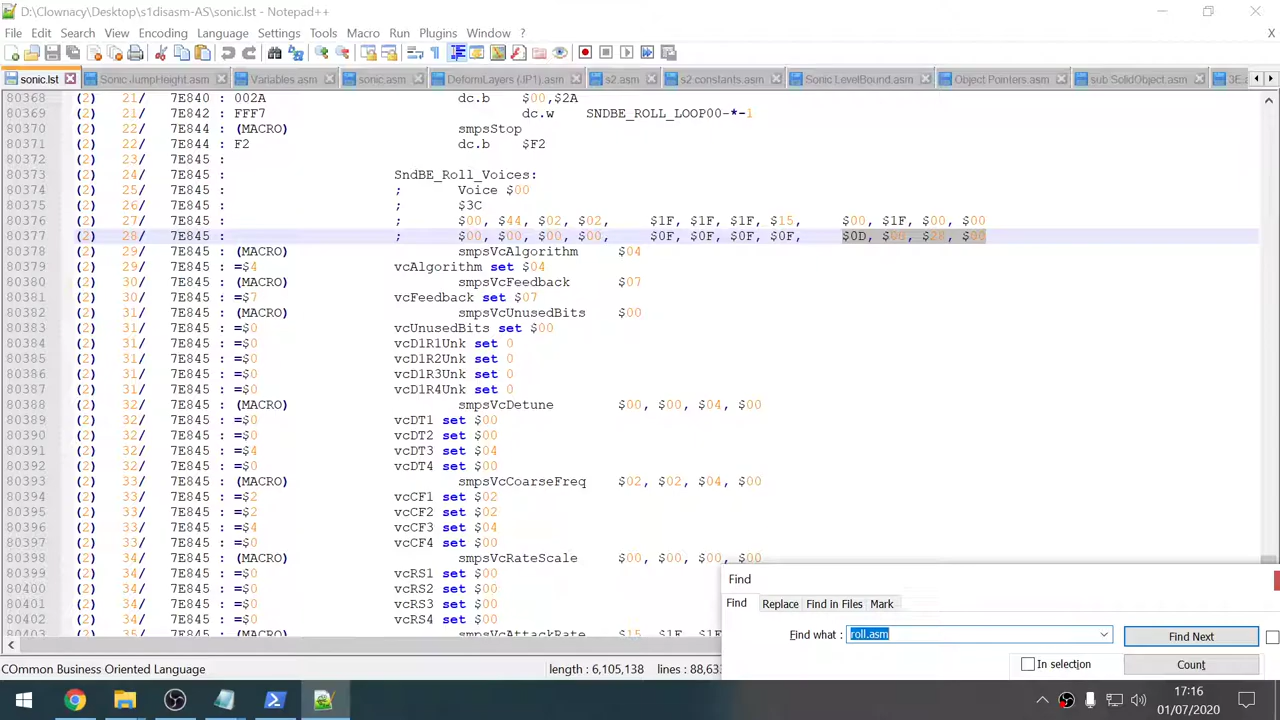 D:\Clownacy\Desktop\s1disasm-AS\sonic.lst - Notepad++
File Edit Search View Encoding Language Settings Tools Macro Run Plugins Window ? X
sonic.lst Sonic JumpHeight.asm Variables.asm sonic.asm DeformLayers (JP1).asm s2.asm s2.constants.asm Sonic LevelBound.asm Object Pointers.asm sub SolidObject.asm 3E.a
80368 (2) 21/ 7E840 : 002A dc.b $00,$2A
80369 (2) 21/ 7E842 : FFF7 dc.w SNDBE_ROLL_LOOP00-*-1
80370 (2) 22/ 7E844 : (MACRO) smpsStop
80371 (2) 22/ 7E844 : F2 dc.b $F2
80372 (2) 23/ 7E845 :
80373 (2) 24/ 7E845 : SndBE_Roll_Voices:
80374 (2) 25/ 7E845 : ; Voice $00
80375 (2) 26/ 7E845 : ; $3C
80376 (2) 27/ 7E845 : ; $00, $44, $02, $02, $1F, $1F, $1F, $15, $00, $1F, $00, $00
80377 (2) 28/ 7E845 : ; $00, $00, $00, $00, $0F, $0F, $0F, $0F, $0D, $00, $28, $00
80378 (2) 29/ 7E845 : (MACRO) smpsVcAlgorithm $04
80379 (2) 29/ 7E845 : =$4 vcAlgorithm set $04
80380 (2) 30/ 7E845 : (MACRO) smpsVcFeedback $07
80381 (2) 30/ 7E845 : =$7 vcFeedback set $07
80382 (2) 31/ 7E845 : (MACRO) smpsVcUnusedBits $00
80383 (2) 31/ 7E845 : =$0 vcUnusedBits set $00
80384 (2) 31/ 7E845 : =$0 vcD1R1Unk set 0
80385 (2) 31/ 7E845 : =$0 vcD1R2Unk set 0
80386 (2) 31/ 7E845 : =$0 vcD1R3Unk set 0
80387 (2) 31/ 7E845 : =$0 vcD1R4Unk set 0
80388 (2) 32/ 7E845 : (MACRO) smpsVcDetune $00, $00, $04, $00
80389 (2) 32/ 7E845 : =$0 vcDT1 set $00
80390 (2) 32/ 7E845 : =$0 vcDT2 set $00
80391 (2) 32/ 7E845 : =$4 vcDT3 set $04
80392 (2) 32/ 7E845 : =$0 vcDT4 set $00
80393 (2) 33/ 7E845 : (MACRO) smpsVcCoarseFreq $02, $02, $04, $00
80394 (2) 33/ 7E845 : =$2 vcCF1 set $02
80395 (2) 33/ 7E845 : =$2 vcCF2 set $02
80396 (2) 33/ 7E845 : =$4 vcCF3 set $04
80397 (2) 33/ 7E845 : =$0 vcCF4 set $00
80398 (2) 34/ 7E845 : (MACRO) smpsVcRateScale $00, $00, $00, $00
80399 (2) 34/ 7E845 : =$0 vcRS1 set $00
80400 (2) 34/ 7E845 : =$0 vcRS2 set $00
80401 (2) 34/ 7E845 : =$0 vcRS3 set $00
80402 (2) 34/ 7E845 : =$0 vcRS4 set $00
80403 (2) 35/ 7E845 : (MACRO) smpsVcAttackRate $15, $1F, $1F
Find
Find Replace Find in Files Mark
Find what : roll.asm Find Next
In selection Count
COmmon Business Oriented Language length : 6,105,138 lines : 88,63
17:16
01/07/2020